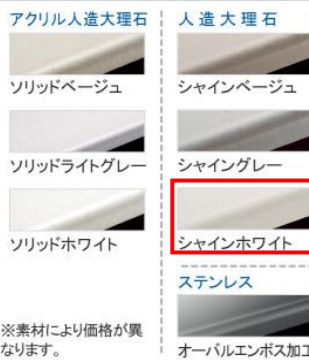 アクリル人造大理石
ソリッドベージュ
ソリッドライトグレー
ソリッドホワイト
※素材により価格が異
なります。
人造大理石
シャインベージュ
シャイングレー
シャインホワイト
ステンレス
オーバルエンボス加工